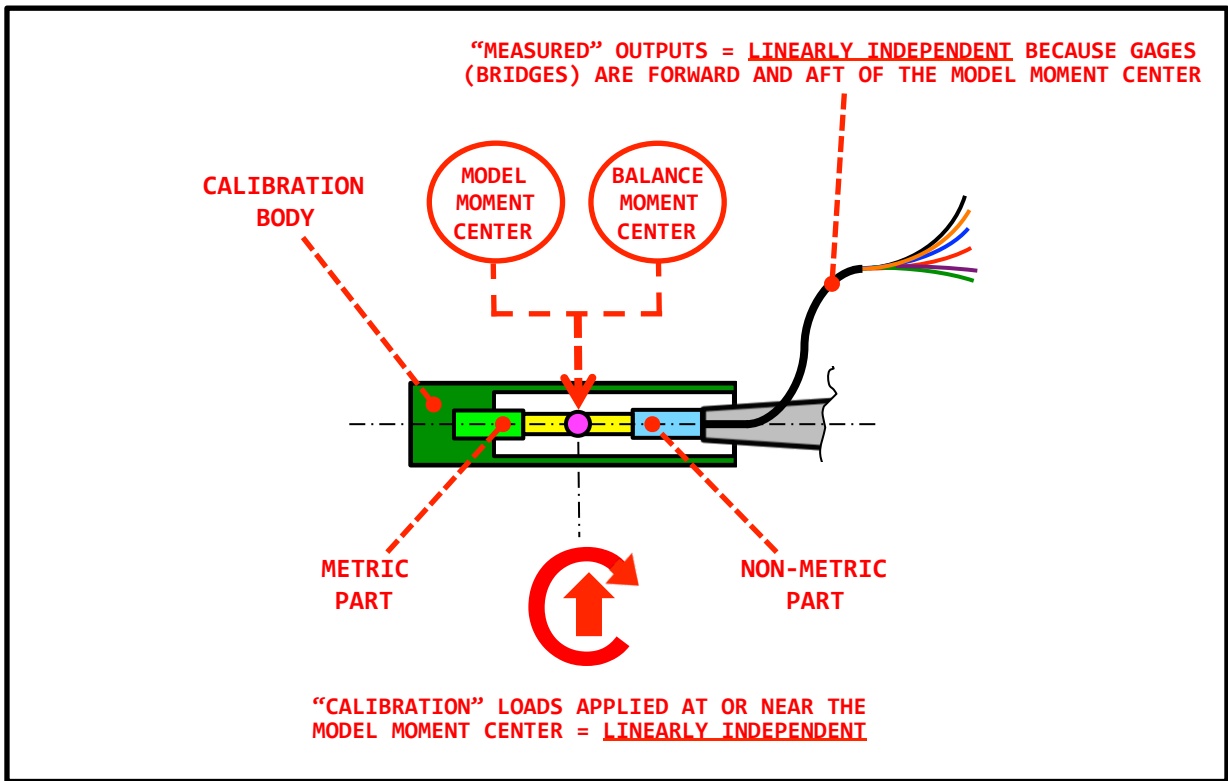 “MEASURED” OUTPUTS = LINEARLY INDEPENDENT BECAUSE GAGES
(BRIDGES) ARE FORWARD AND AFT OF THE MODEL MOMENT CENTER
CALIBRATION
BODY
MODEL
MOMENT
CENTER
BALANCE
MOMENT
CENTER
METRIC
PART
NON-METRIC
PART
“CALIBRATION” LOADS APPLIED AT OR NEAR THE
MODEL MOMENT CENTER = LINEARLY INDEPENDENT